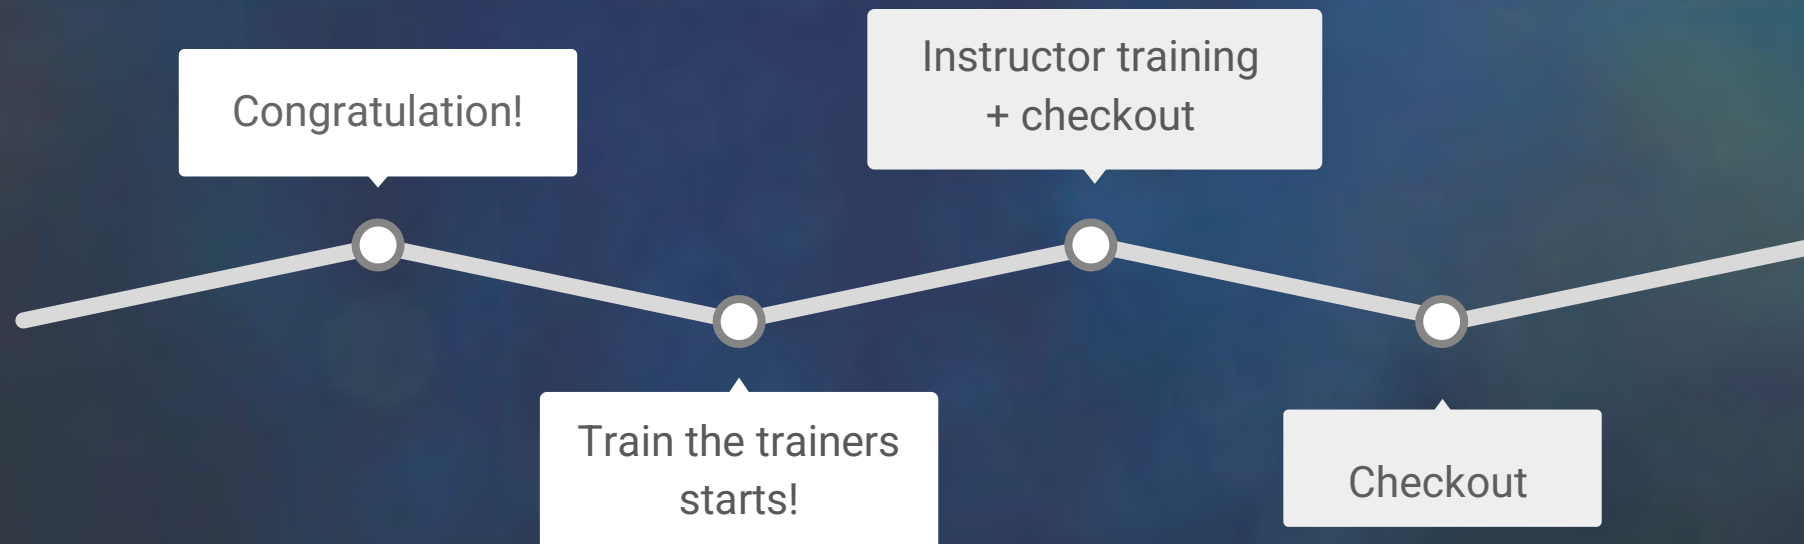 Congratulation!
Train the trainers
starts!
Instructor training
+ checkout
Checkout